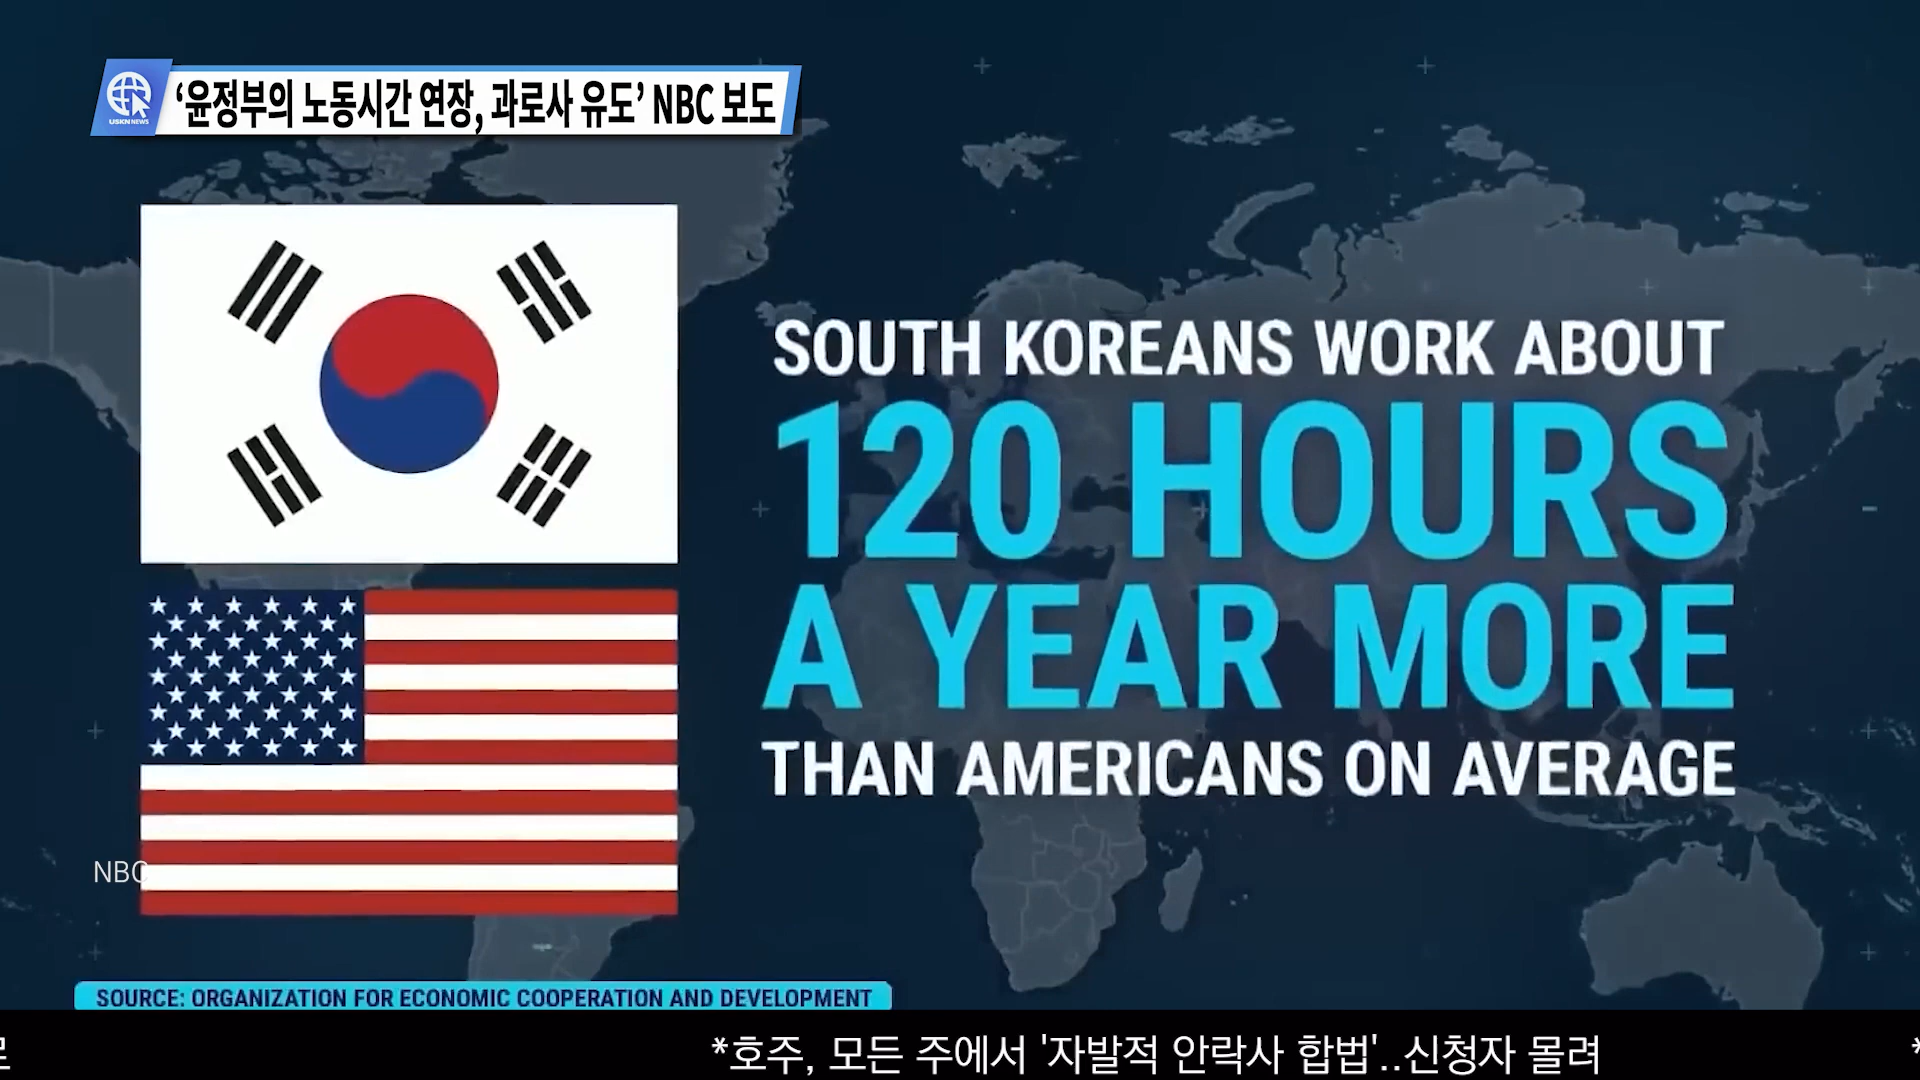 ‘윤정부의 노동시간 연장, 과로사 유도’ NBC 보도
USKN NEWS
SOUTH KOREANS WORK ABOUT
120 HOURS
A YEAR MORE
THAN AMERICANS ON AVERAGE
NBC
SOURCE: ORGANIZATION FOR ECONOMIC COOPERATION AND DEVELOPMENT
*호주, 모든 주에서 '자발적 안락사 합법'..신청자 몰려